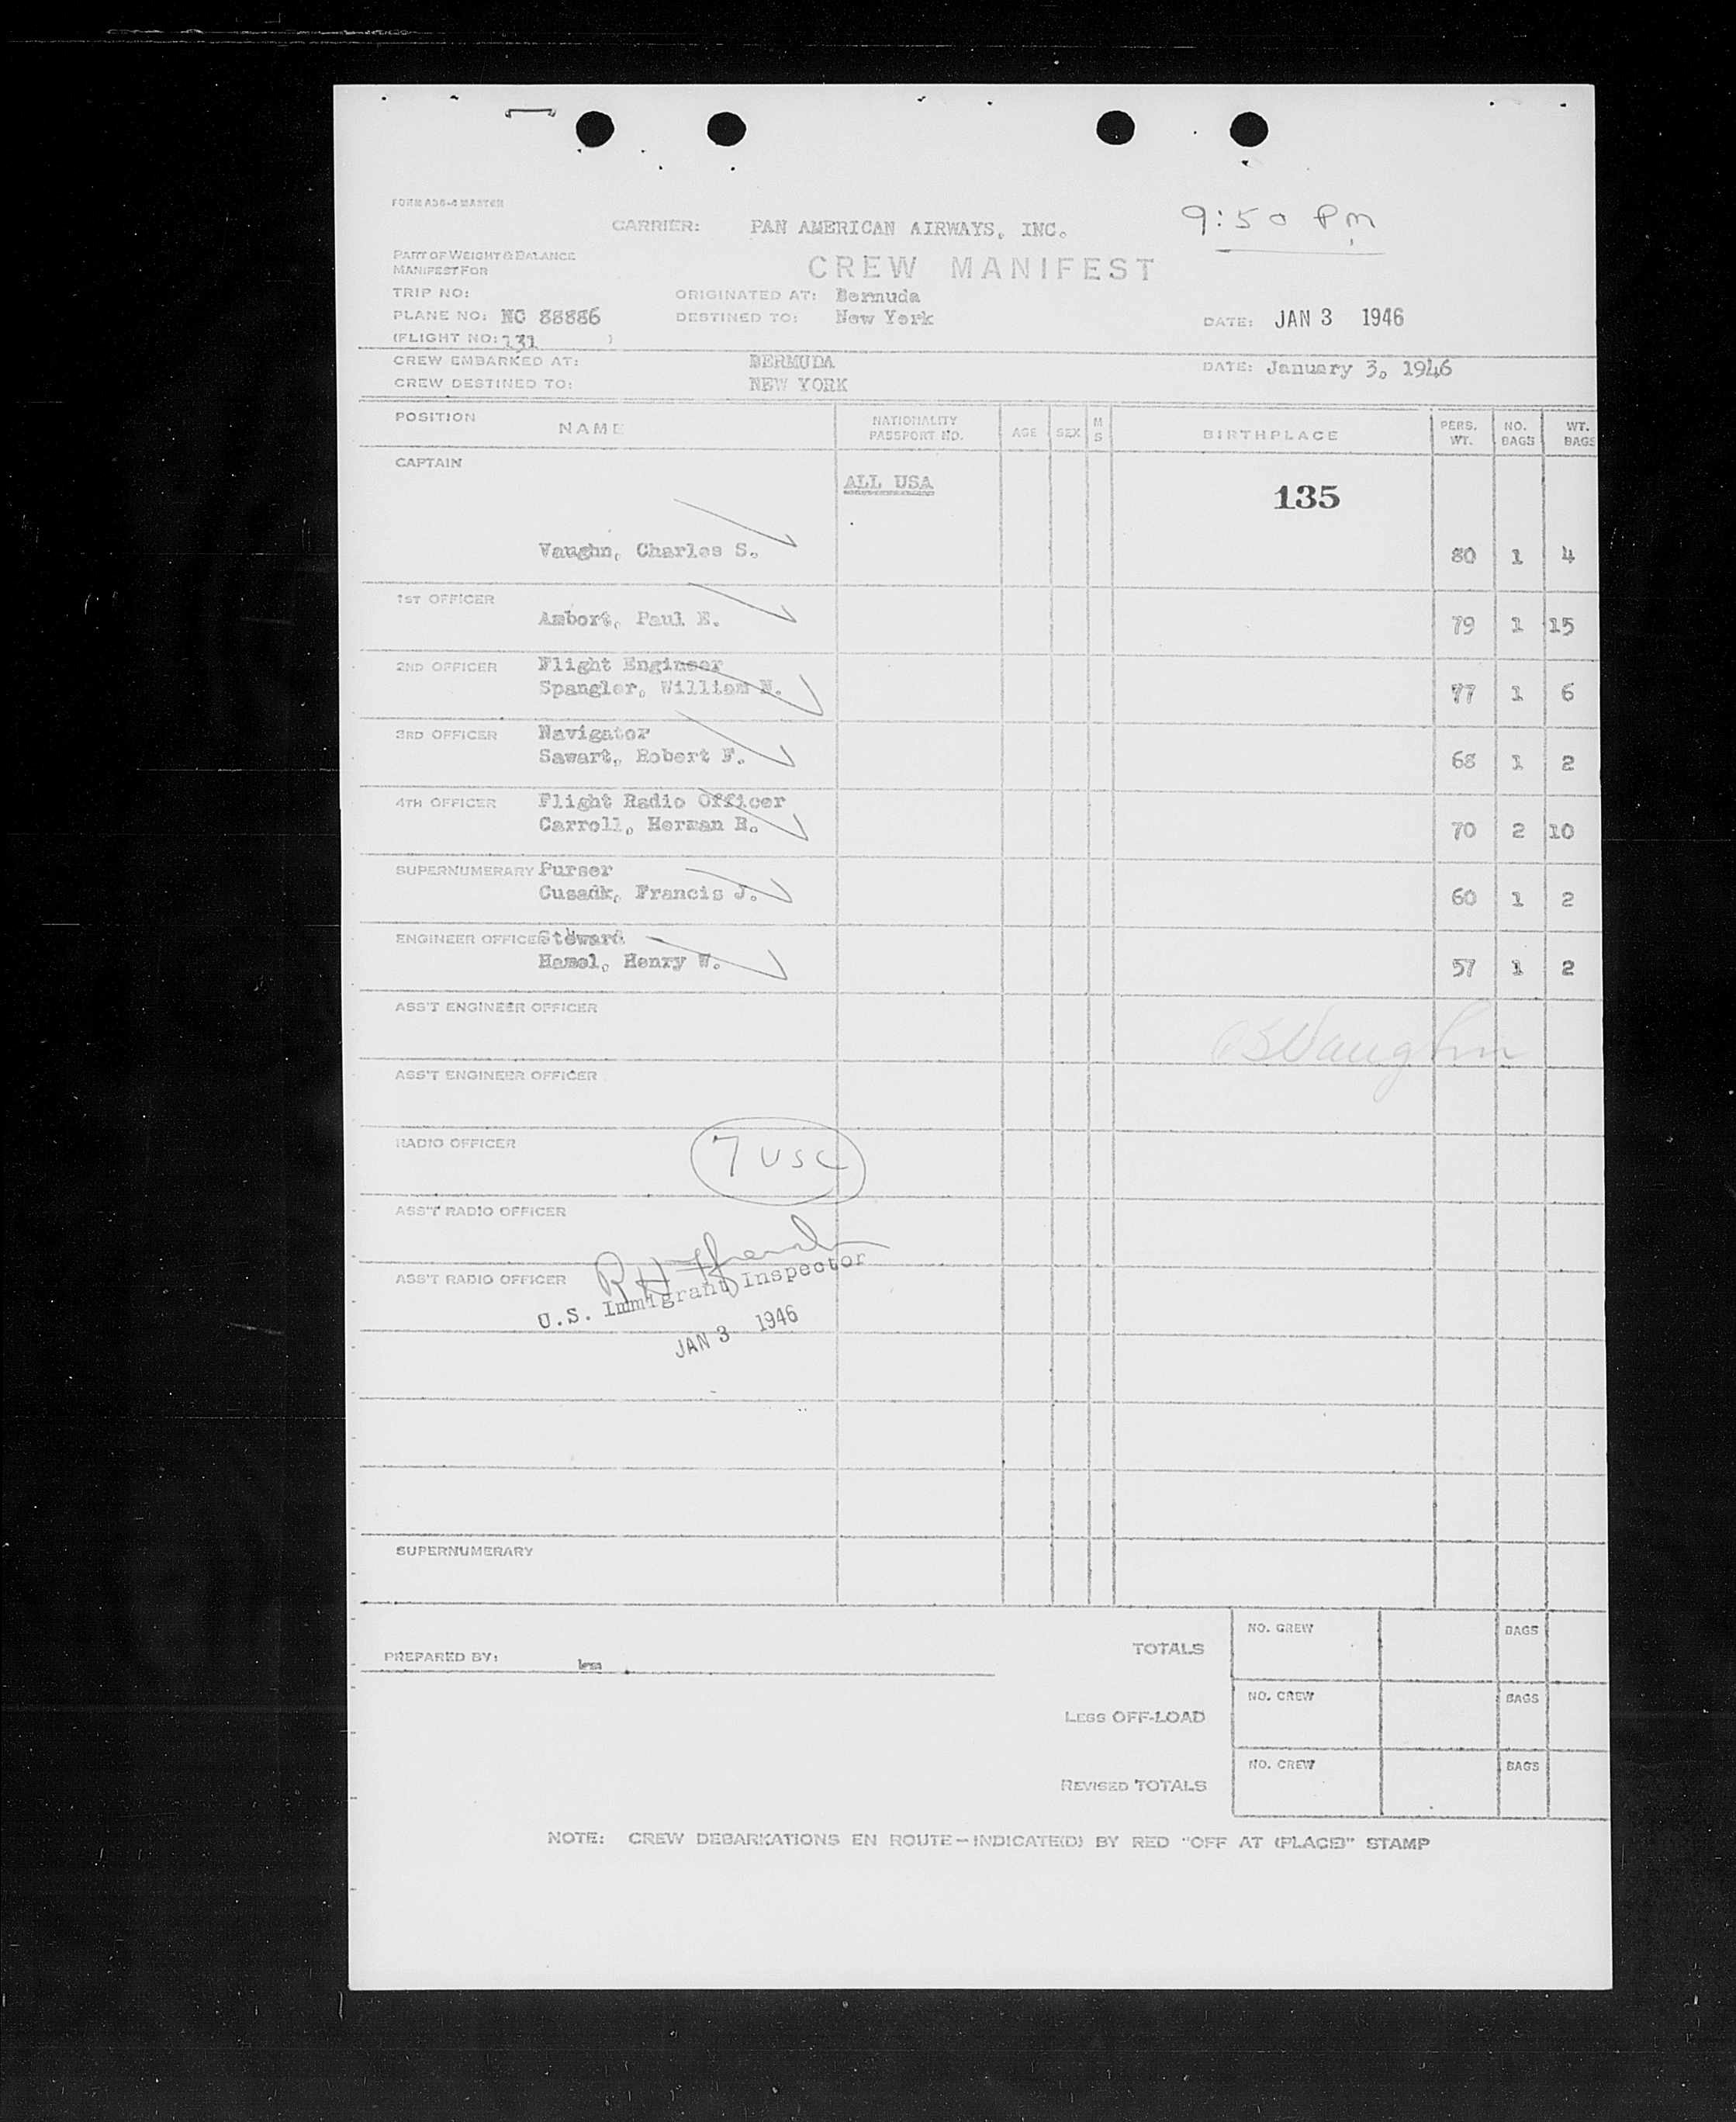 FORM ADS-4 MASTER
CARRIER: PAN AMERICAN AIRWAYS, INC.
9:50 Pm
PART OF WEIGHT & BALANCE
MANIFEST FOR
CREW MANIFEST
TRIP NO:
ORIGINATED AT: Bermuda
PLANE NO: NC 88886
DESTINED TO: New York
DATE: JAN 3 1946
(FLIGHT NO: 131 )
CREW EMBARKED AT: BERMUDA
DATE: January 3, 1946
CREW DESTINED TO: NEW YORK
POSITION NAME NATIONALITY PASSPORT NO. AGE SEX M S BIRTHPLACE PERS. WT. NO. BAGS WT. BAGS
CAPTAIN
ALL USA
135
Vaughn, Charles S. 80 1 4
1ST OFFICER
Ambort, Paul E. 79 1 15
2ND OFFICER Flight Engineer
Spangler, William N. 77 1 6
3RD OFFICER Navigator
Sawart, Robert F. 68 1 2
4TH OFFICER Flight Radio Officer
Carroll, Herman R. 70 2 10
SUPERNUMERARY Purser
Cusadk, Francis J. 60 1 2
ENGINEER OFFICER Steward
Hamel, Henry W. 57 1 2
ASS'T ENGINEER OFFICER
CSVaughn
ASS'T ENGINEER OFFICER
RADIO OFFICER
7 USC
ASS'T RADIO OFFICER
ASS'T RADIO OFFICER
U.S. Immigrant Inspector
JAN 3 1946
SUPERNUMERARY
PREPARED BY:
TOTALS NO. CREW BAGS
LESS OFF-LOAD NO. CREW BAGS
REVISED TOTALS NO. CREW BAGS
NOTE: CREW DEBARKATIONS EN ROUTE—INDICATE(D) BY RED "OFF AT (PLACE)" STAMP